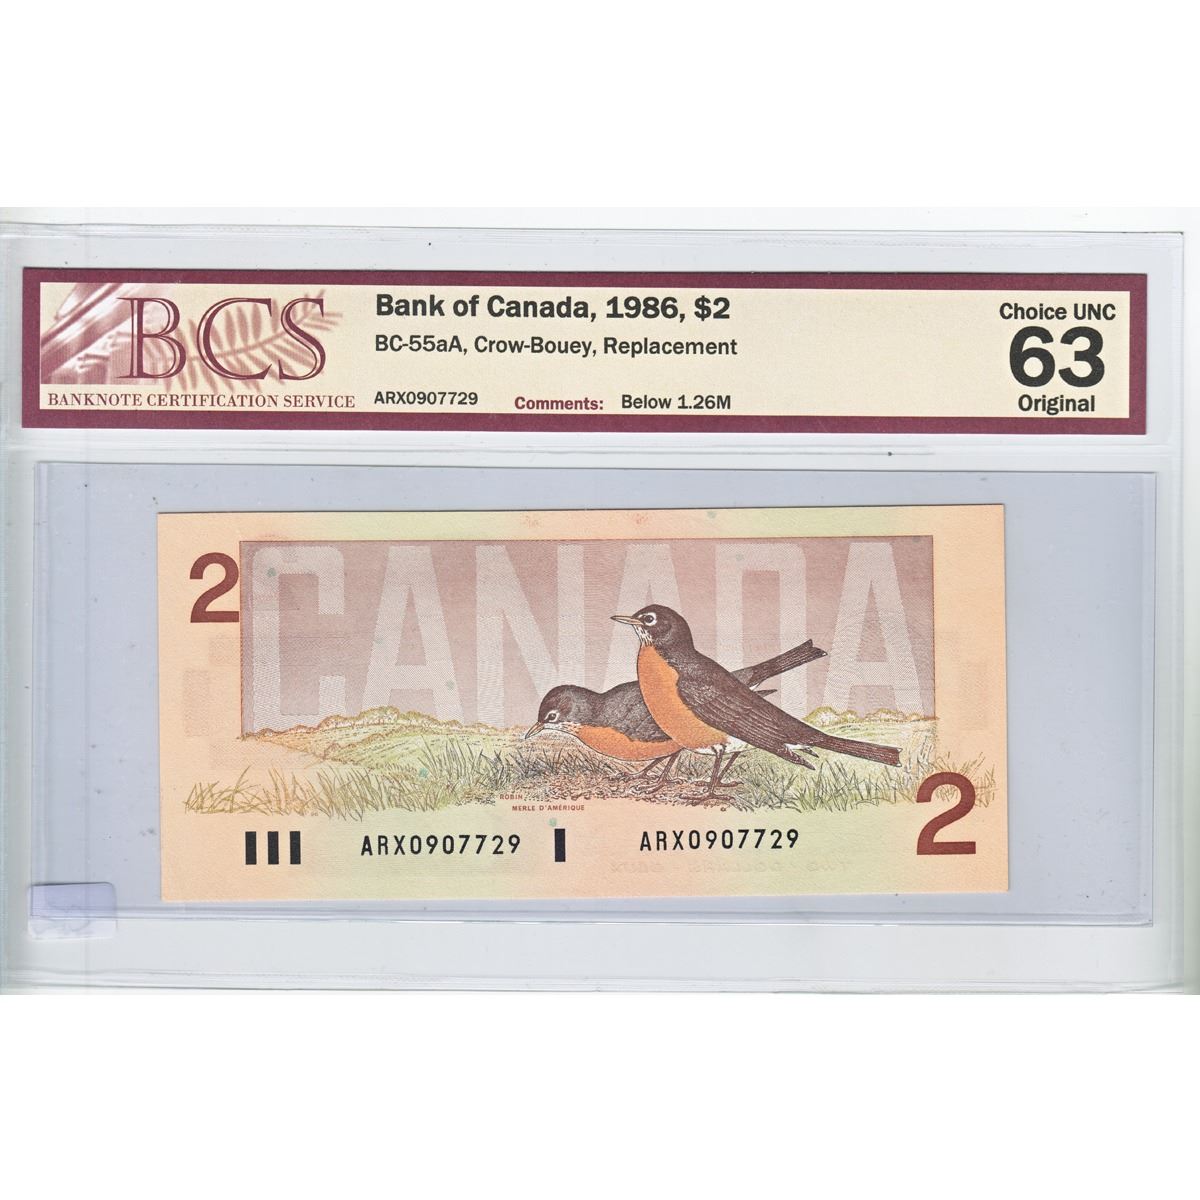 BCS
BANKNOTE CERTIFICATION SERVICE
Bank of Canada, 1986, $2
BC-55aA, Crow-Bouey, Replacement
ARX0907729 Comments: Below 1.26M
Choice UNC
63
Original
2
CANADA
ROBIN
MERLE D'AMÉRIQUE
ARX0907729 ARX0907729
2